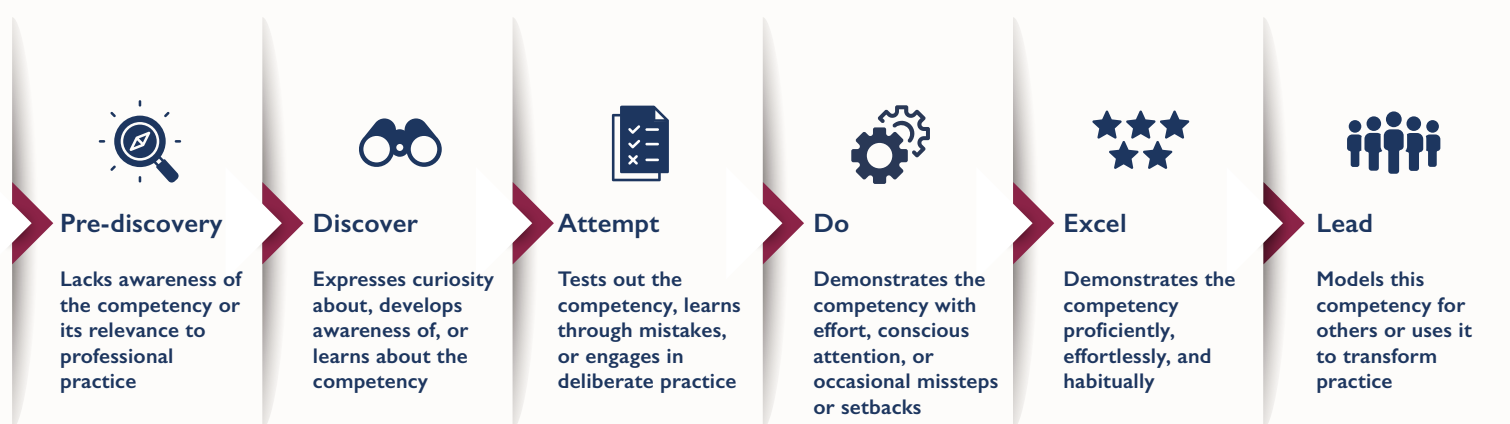 Pre-discovery
Lacks awareness of
the competency or
its relevance to
professional
practice
Discover
Expresses curiosity
about, develops
awareness of, or
learns about the
competency
Attempt
Tests out the
competency, learns
through mistakes,
or engages in
deliberate practice
Do
Demonstrates the
competency with
effort, conscious
attention, or
occasional missteps
or setbacks
Excel
Demonstrates the
competency
proficiently,
effortlessly, and
habitually
Lead
Models this
competency for
others or uses it
to transform
practice